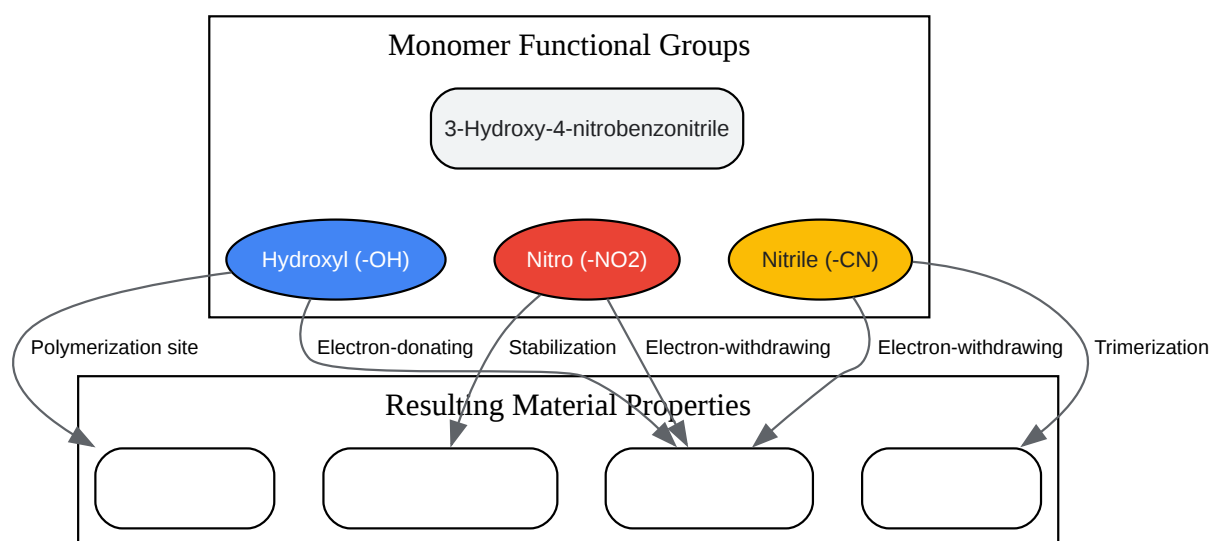 Monomer Functional Groups
3-Hydroxy-4-nitrobenzonitrile
Hydroxyl (-OH)
Nitro (-NO2)
Nitrile (-CN)
Polymerization site
Electron-donating
Stabilization
Electron-withdrawing
Electron-withdrawing
Trimerization
Resulting Material Properties